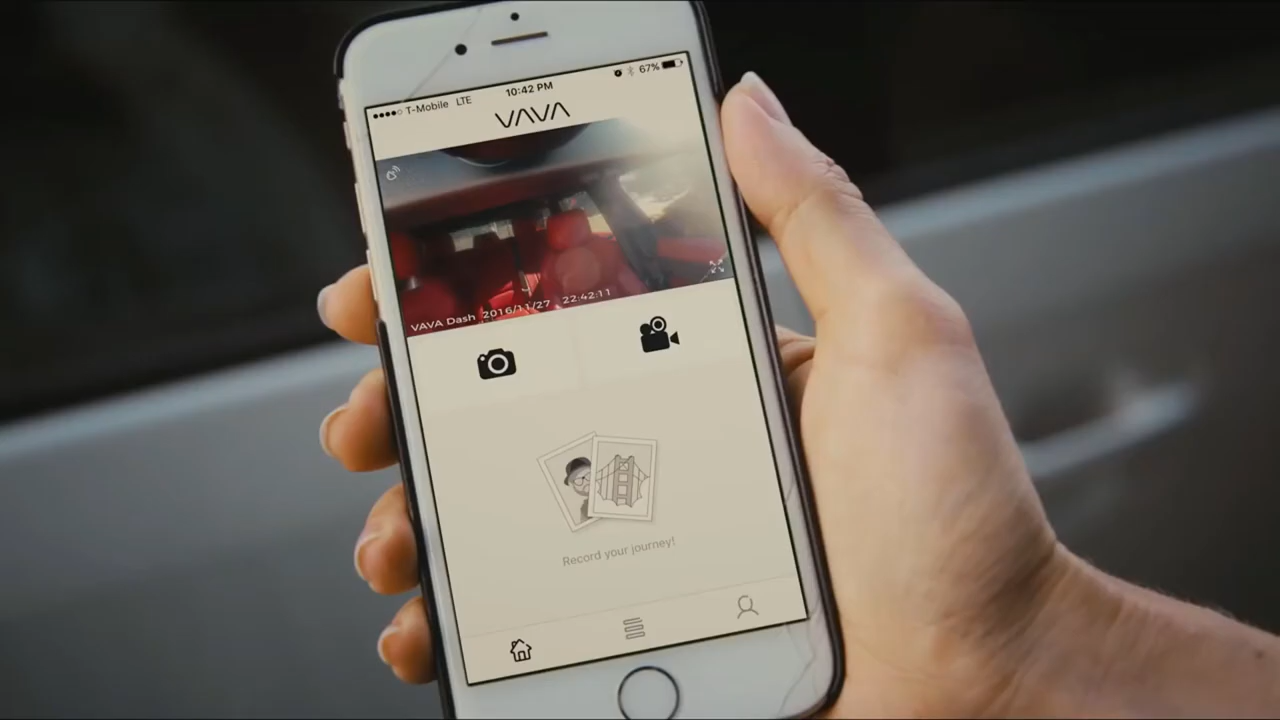 T-Mobile LTE 10:42 PM 67%
VAVA
VAVA Dash 2016/11/27 22:42:11
Record your journey!